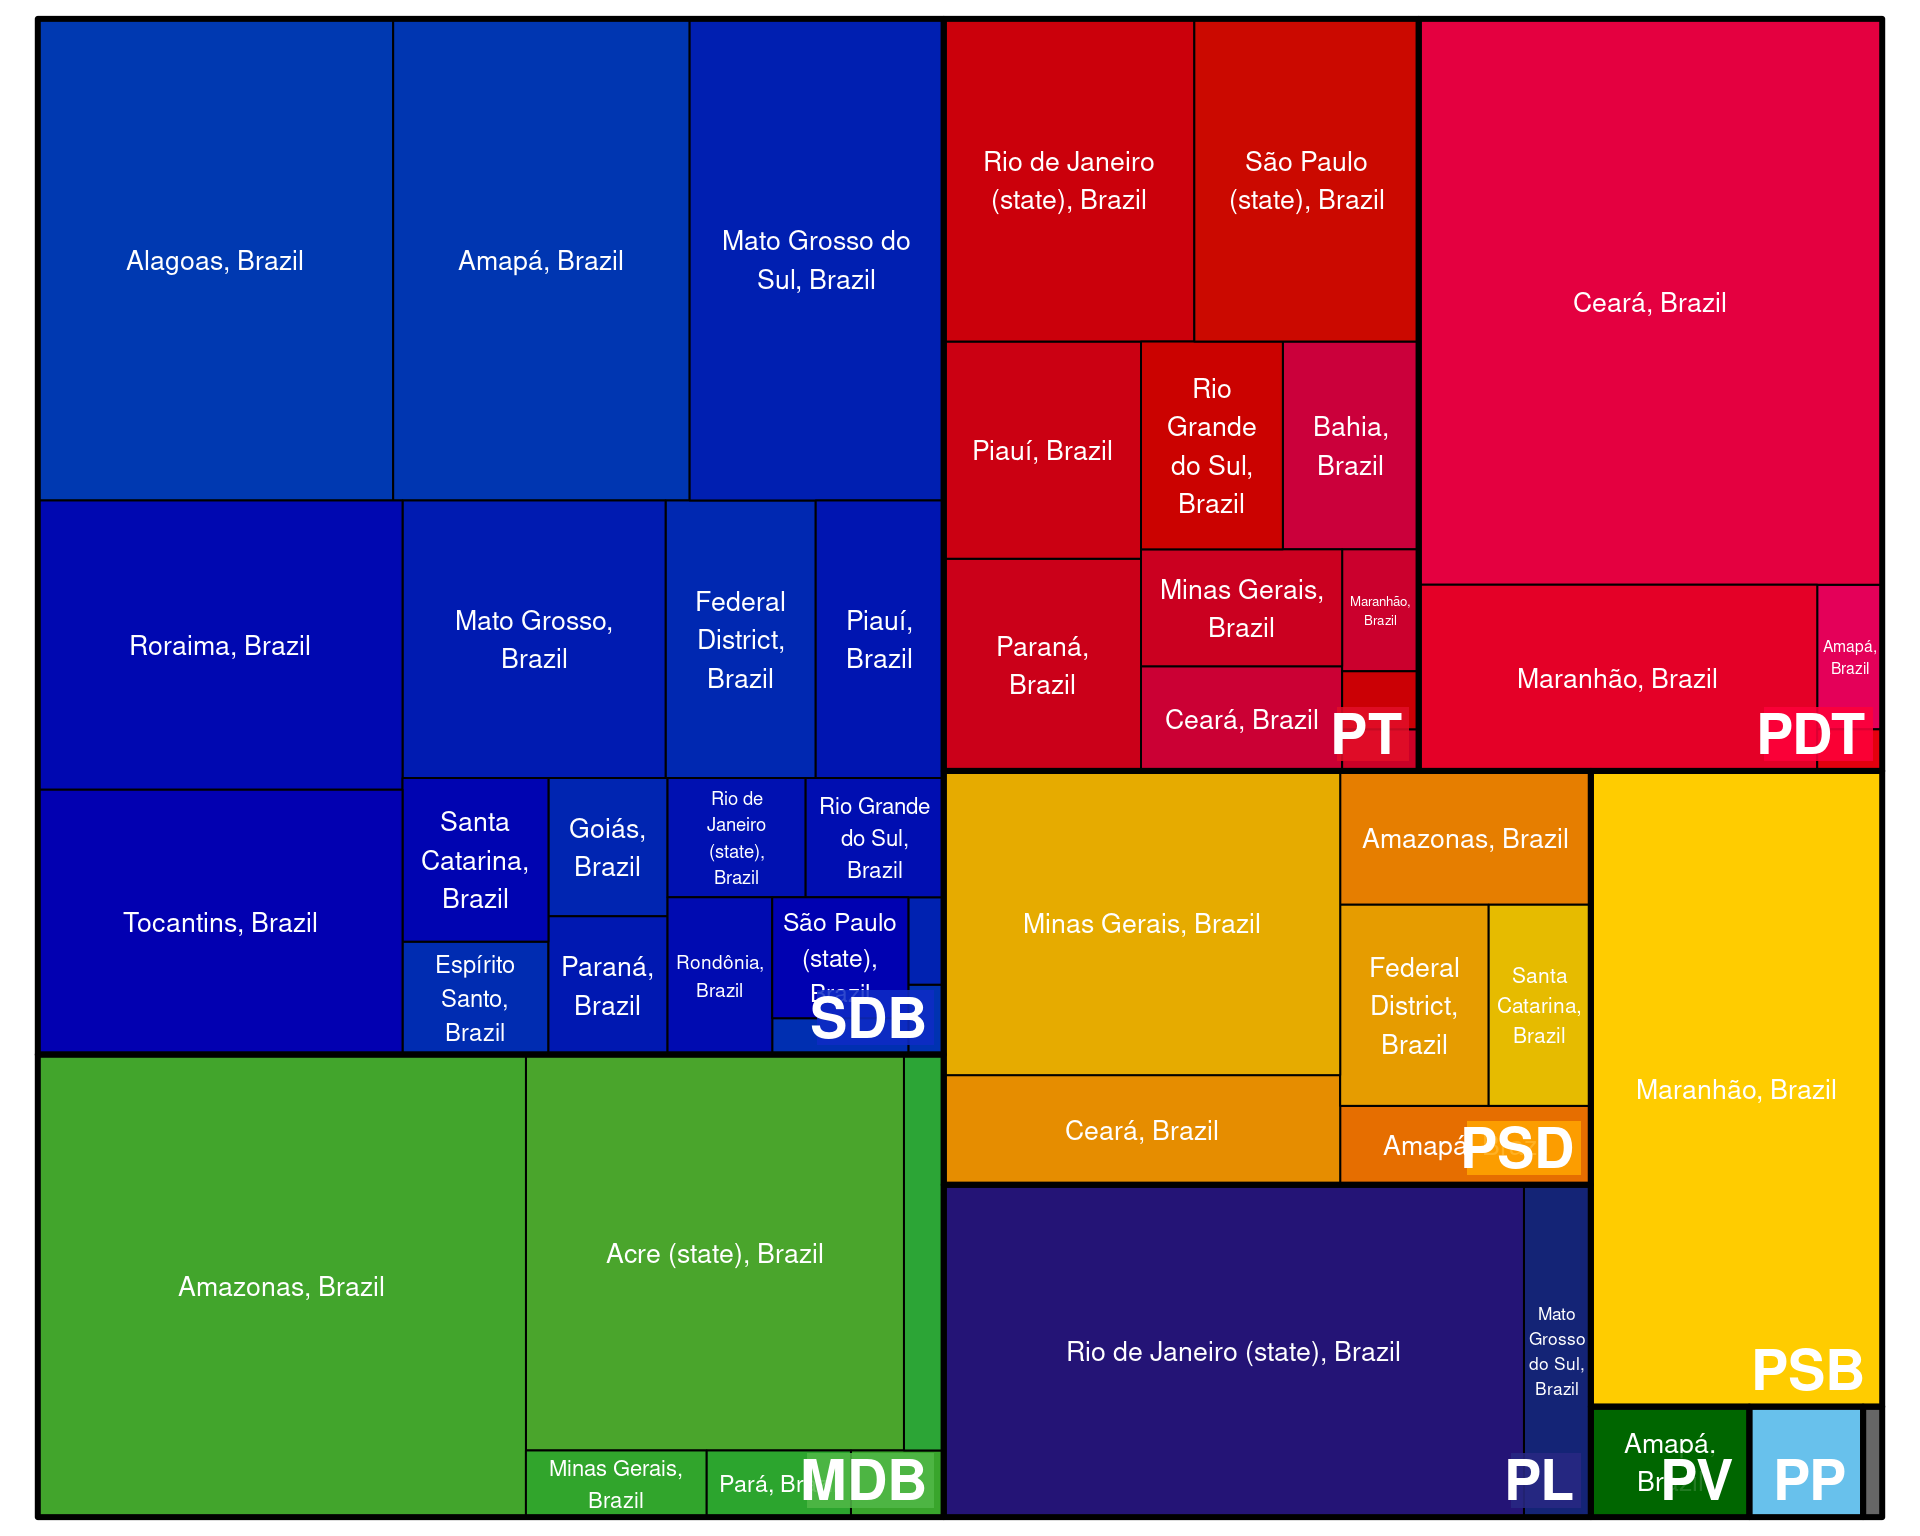 Alagoas, Brazil
Amapá, Brazil
Mato Grosso do
Sul, Brazil
Roraima, Brazil
Mato Grosso,
Brazil
Federal
District,
Brazil
Piauí,
Brazil
Tocantins, Brazil
Santa
Catarina,
Brazil
Goiás,
Brazil
Rio de
Janeiro
(state),
Brazil
Rio Grande
do Sul,
Brazil
Espírito
Santo,
Brazil
Paraná,
Brazil
Rondônia,
Brazil
São Paulo
(state),
Brazil
SDB
Amazonas, Brazil
Acre (state), Brazil
Minas Gerais,
Brazil
Pará, Br
MDB
Rio de Janeiro
(state), Brazil
São Paulo
(state), Brazil
Piauí, Brazil
Rio
Grande
do Sul,
Brazil
Bahia,
Brazil
Paraná,
Brazil
Minas Gerais,
Brazil
Maranhão,
Brazil
Ceará, Brazil
PT
Ceará, Brazil
Maranhão, Brazil
Amapá,
Brazil
PDT
Minas Gerais, Brazil
Amazonas, Brazil
Federal
District,
Brazil
Santa
Catarina,
Brazil
Ceará, Brazil
Amapá
PSD
Maranhão, Brazil
PSB
Rio de Janeiro (state), Brazil
Mato
Grosso
do Sul,
Brazil
PL
Amapá,
Brazil
PV
PP